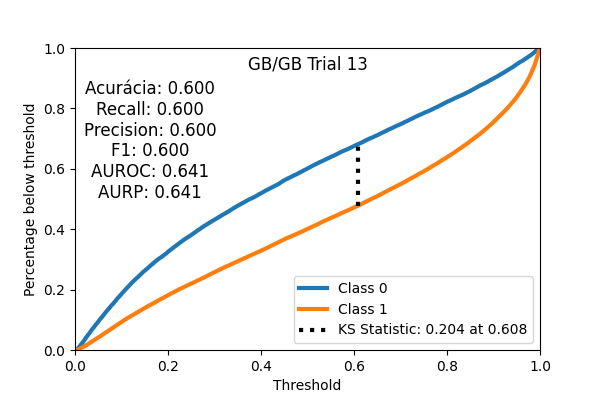 GB/GB Trial 13
Acurácia: 0.600
Recall: 0.600
Precision: 0.600
F1: 0.600
AUROC: 0.641
AURP: 0.641
Percentage below threshold
1.0
0.8
0.6
0.4
0.2
0.0
Class 0
Class 1
KS Statistic: 0.204 at 0.608
0.0 0.2 0.4 0.6 0.8 1.0
Threshold